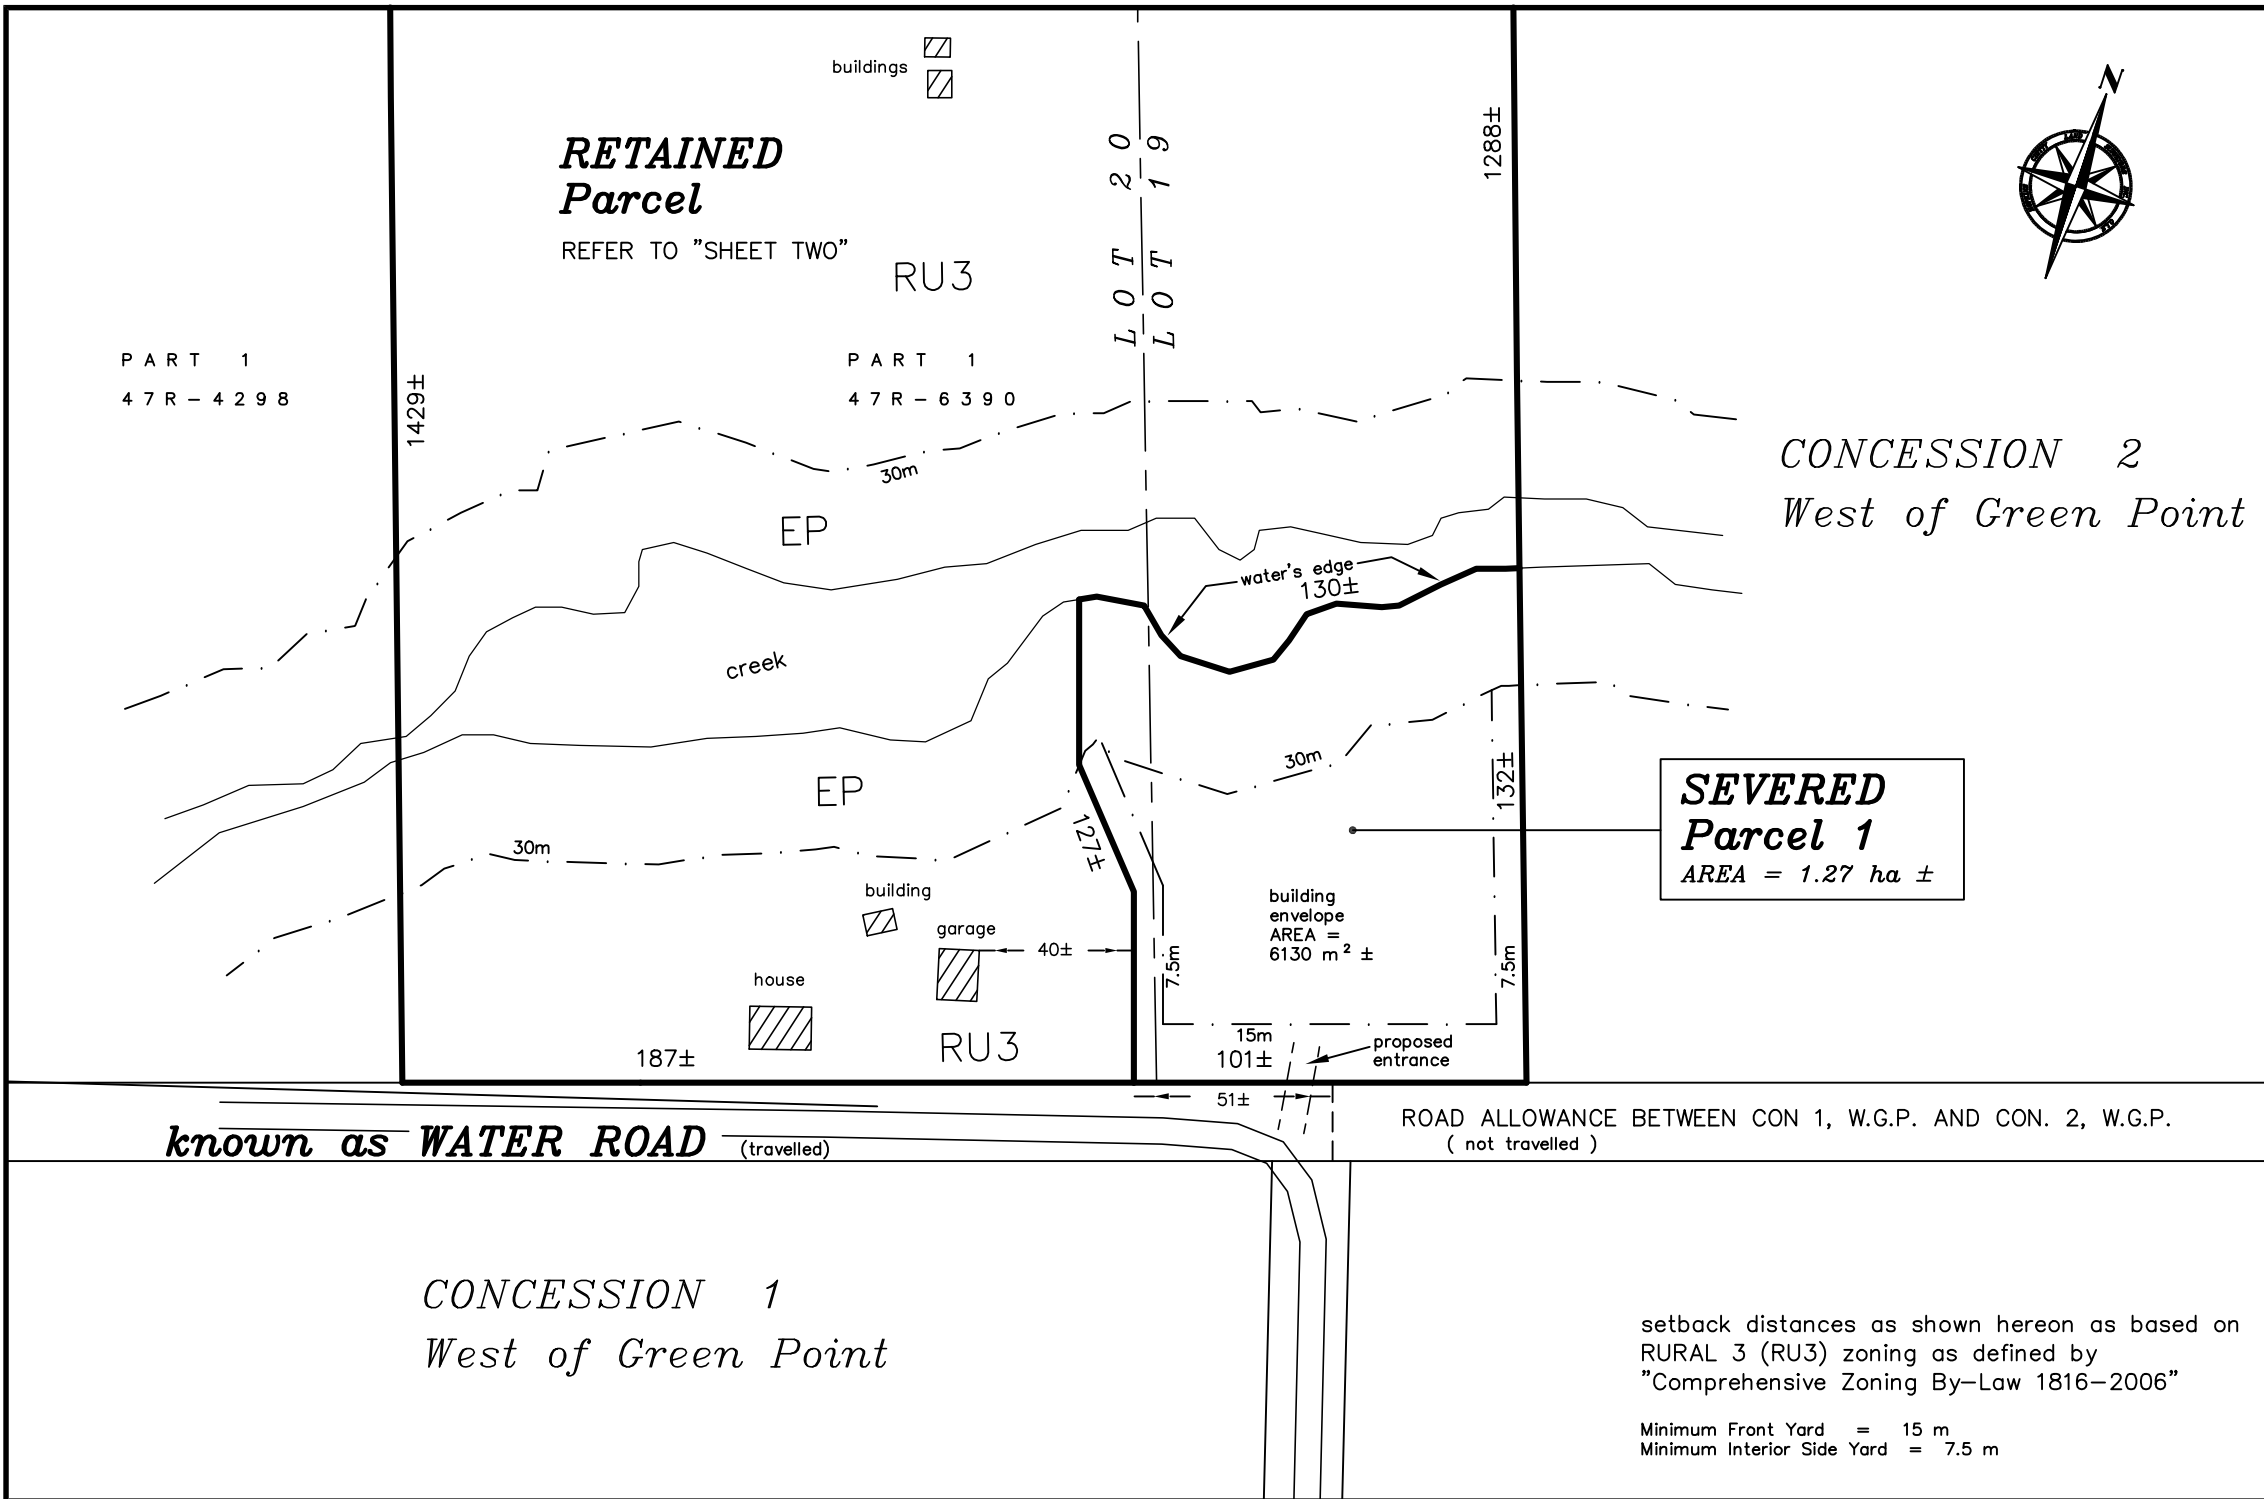 buildings
RETAINED
Parcel
REFER TO "SHEET TWO"
RU3
LOT 20
LOT 19
1288±
N
PART 1
47R-4298
PART 1
47R-6390
1429±
30m
EP
CONCESSION 2
West of Green Point
water's edge
130±
creek
30m
132±
EP
127±
30m
SEVERED
Parcel 1
AREA = 1.27 ha ±
building
garage
40±
house
building
envelope
AREA =
6130 m² ±
7.5m
7.5m
RU3
187±
15m
101±
proposed
entrance
51±
ROAD ALLOWANCE BETWEEN CON 1, W.G.P. AND CON. 2, W.G.P.
( not travelled )
known as WATER ROAD (travelled)
CONCESSION 1
West of Green Point
setback distances as shown hereon as based on
RURAL 3 (RU3) zoning as defined by
"Comprehensive Zoning By-Law 1816-2006"
Minimum Front Yard = 15 m
Minimum Interior Side Yard = 7.5 m